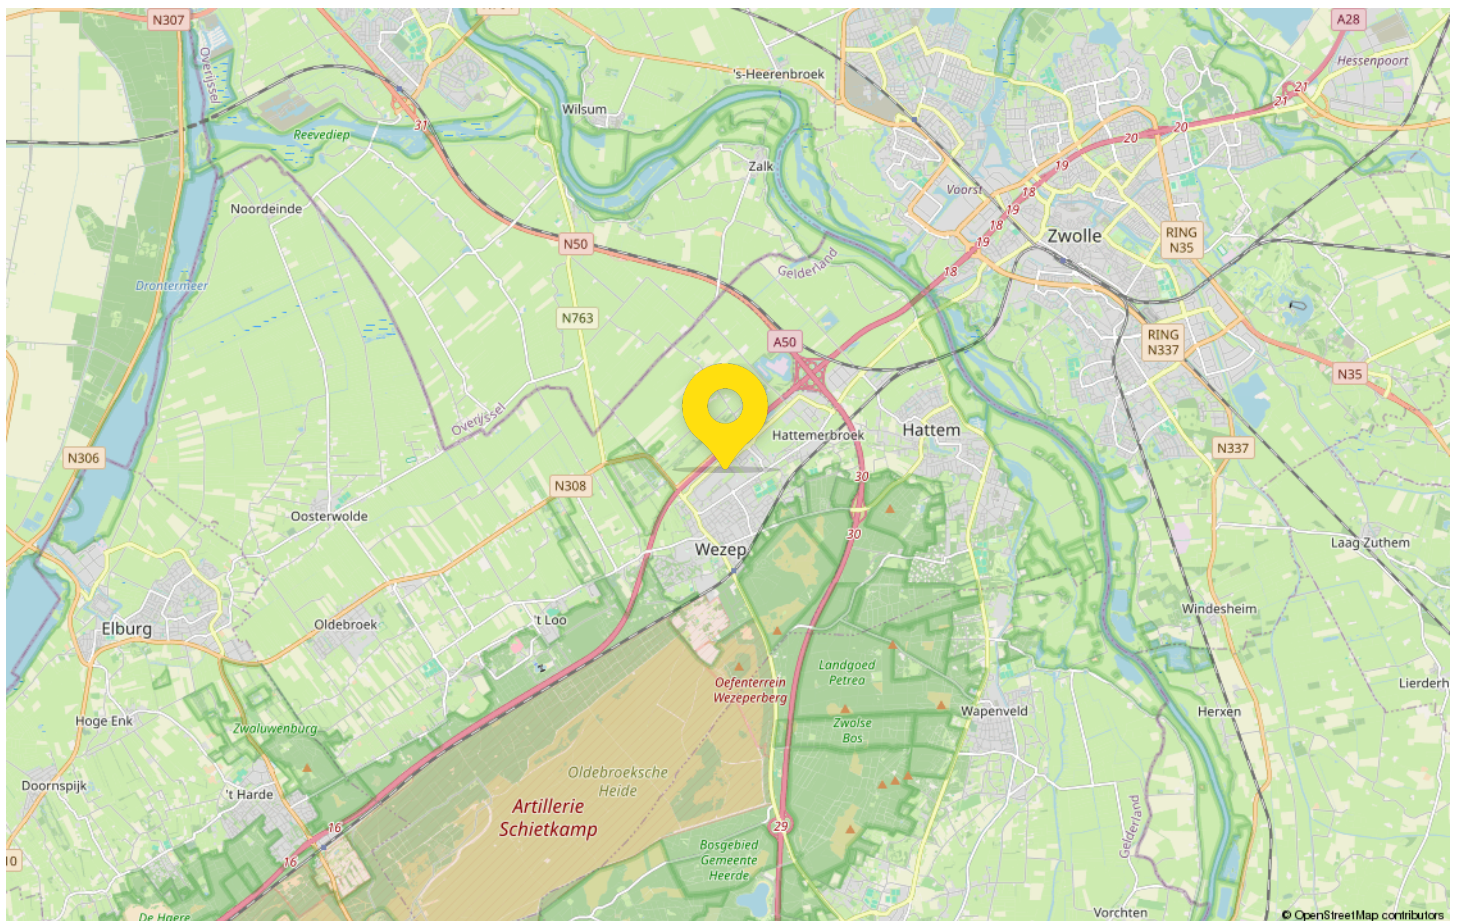 N307
A28
Overijssel
Hessenpoort
's-Heerenbroek
21
21
Wilsum
31
Reevediep
20
20
19
Zalk
18
Voorst
19
Noordeinde
18
19
Zwolle
RING
N35
N50
Gelderland
18
Drontermeer
N763
A50
RING
N337
N35
Overijssel
Hattemerbroek
Hattem
N306
N337
N308
30
Oosterwolde
30
Wezep
Laag Zuthem
Windesheim
Elburg
Oldebroek
't Loo
Landgoed
Petrea
Oefenterrein
Wezeperberg
Lierderh
Hoge Enk
Zwaluwenburg
Zwolse
Bos
Wapenveld
Herxen
Oldebroeksche
Heide
Doornspijk
't Harde
Artillerie
Schietkamp
16
29
Gelderland
16
10
Bosgebied
Gemeente
Heerde
Vorchten
De Haere
© OpenStreetMap contributors